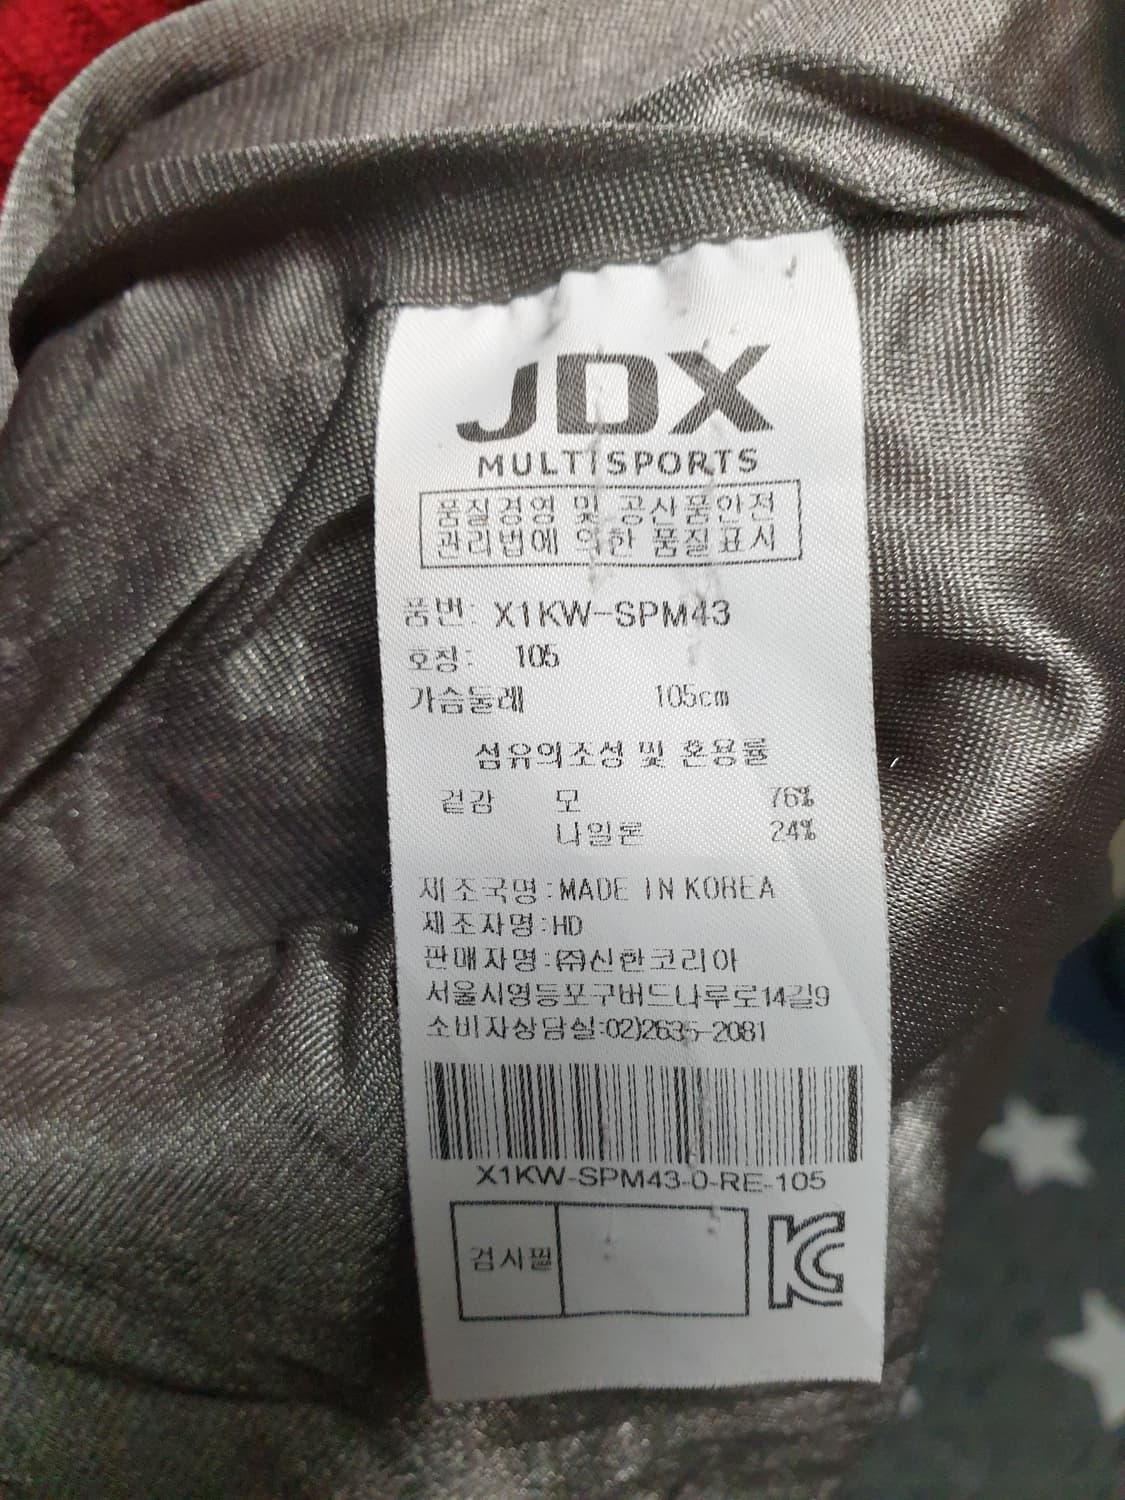 JDX
MULTISPORTS
품질경영 및 공산품안전
관리법에 의한 품질표시
품번: X1KW-SPM43
호칭: 105
가슴둘레 105cm
섬유의조성 및 혼용률
겉감 모 76%
나일론 24%
제조국명:MADE IN KOREA
제조자명:HD
판매자명:㈜신한코리아
서울시영등포구버드나루로14길9
소비자상담실:02)2635-2081
X1KW-SPM43-0-RE-105
검사필
KC